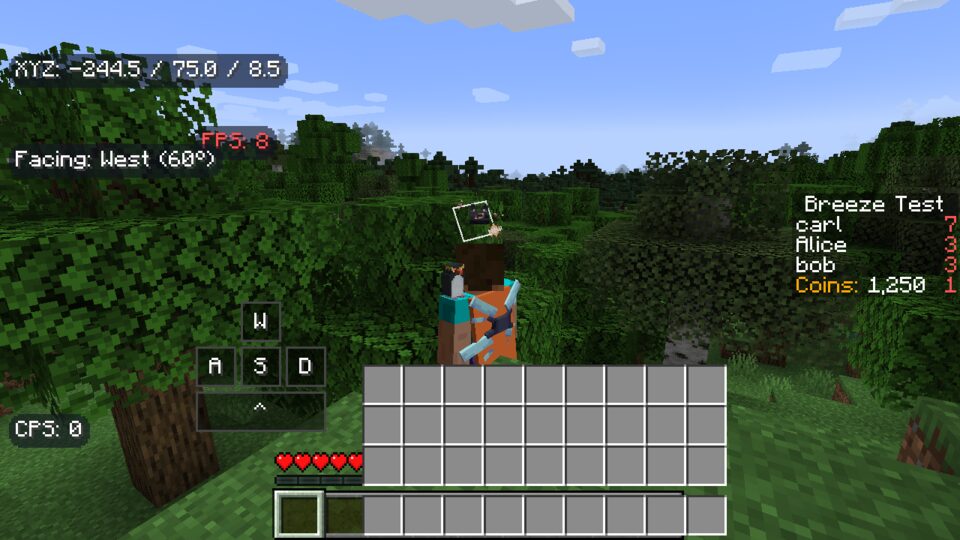 XYZ: -244.5 / 75.0 / 8.5
FPS: 8
Facing: West (60°)
Breeze Test
carl 7
Alice 3
bob 3
Coins: 1,250 1
W
A S D
^
CPS: 0